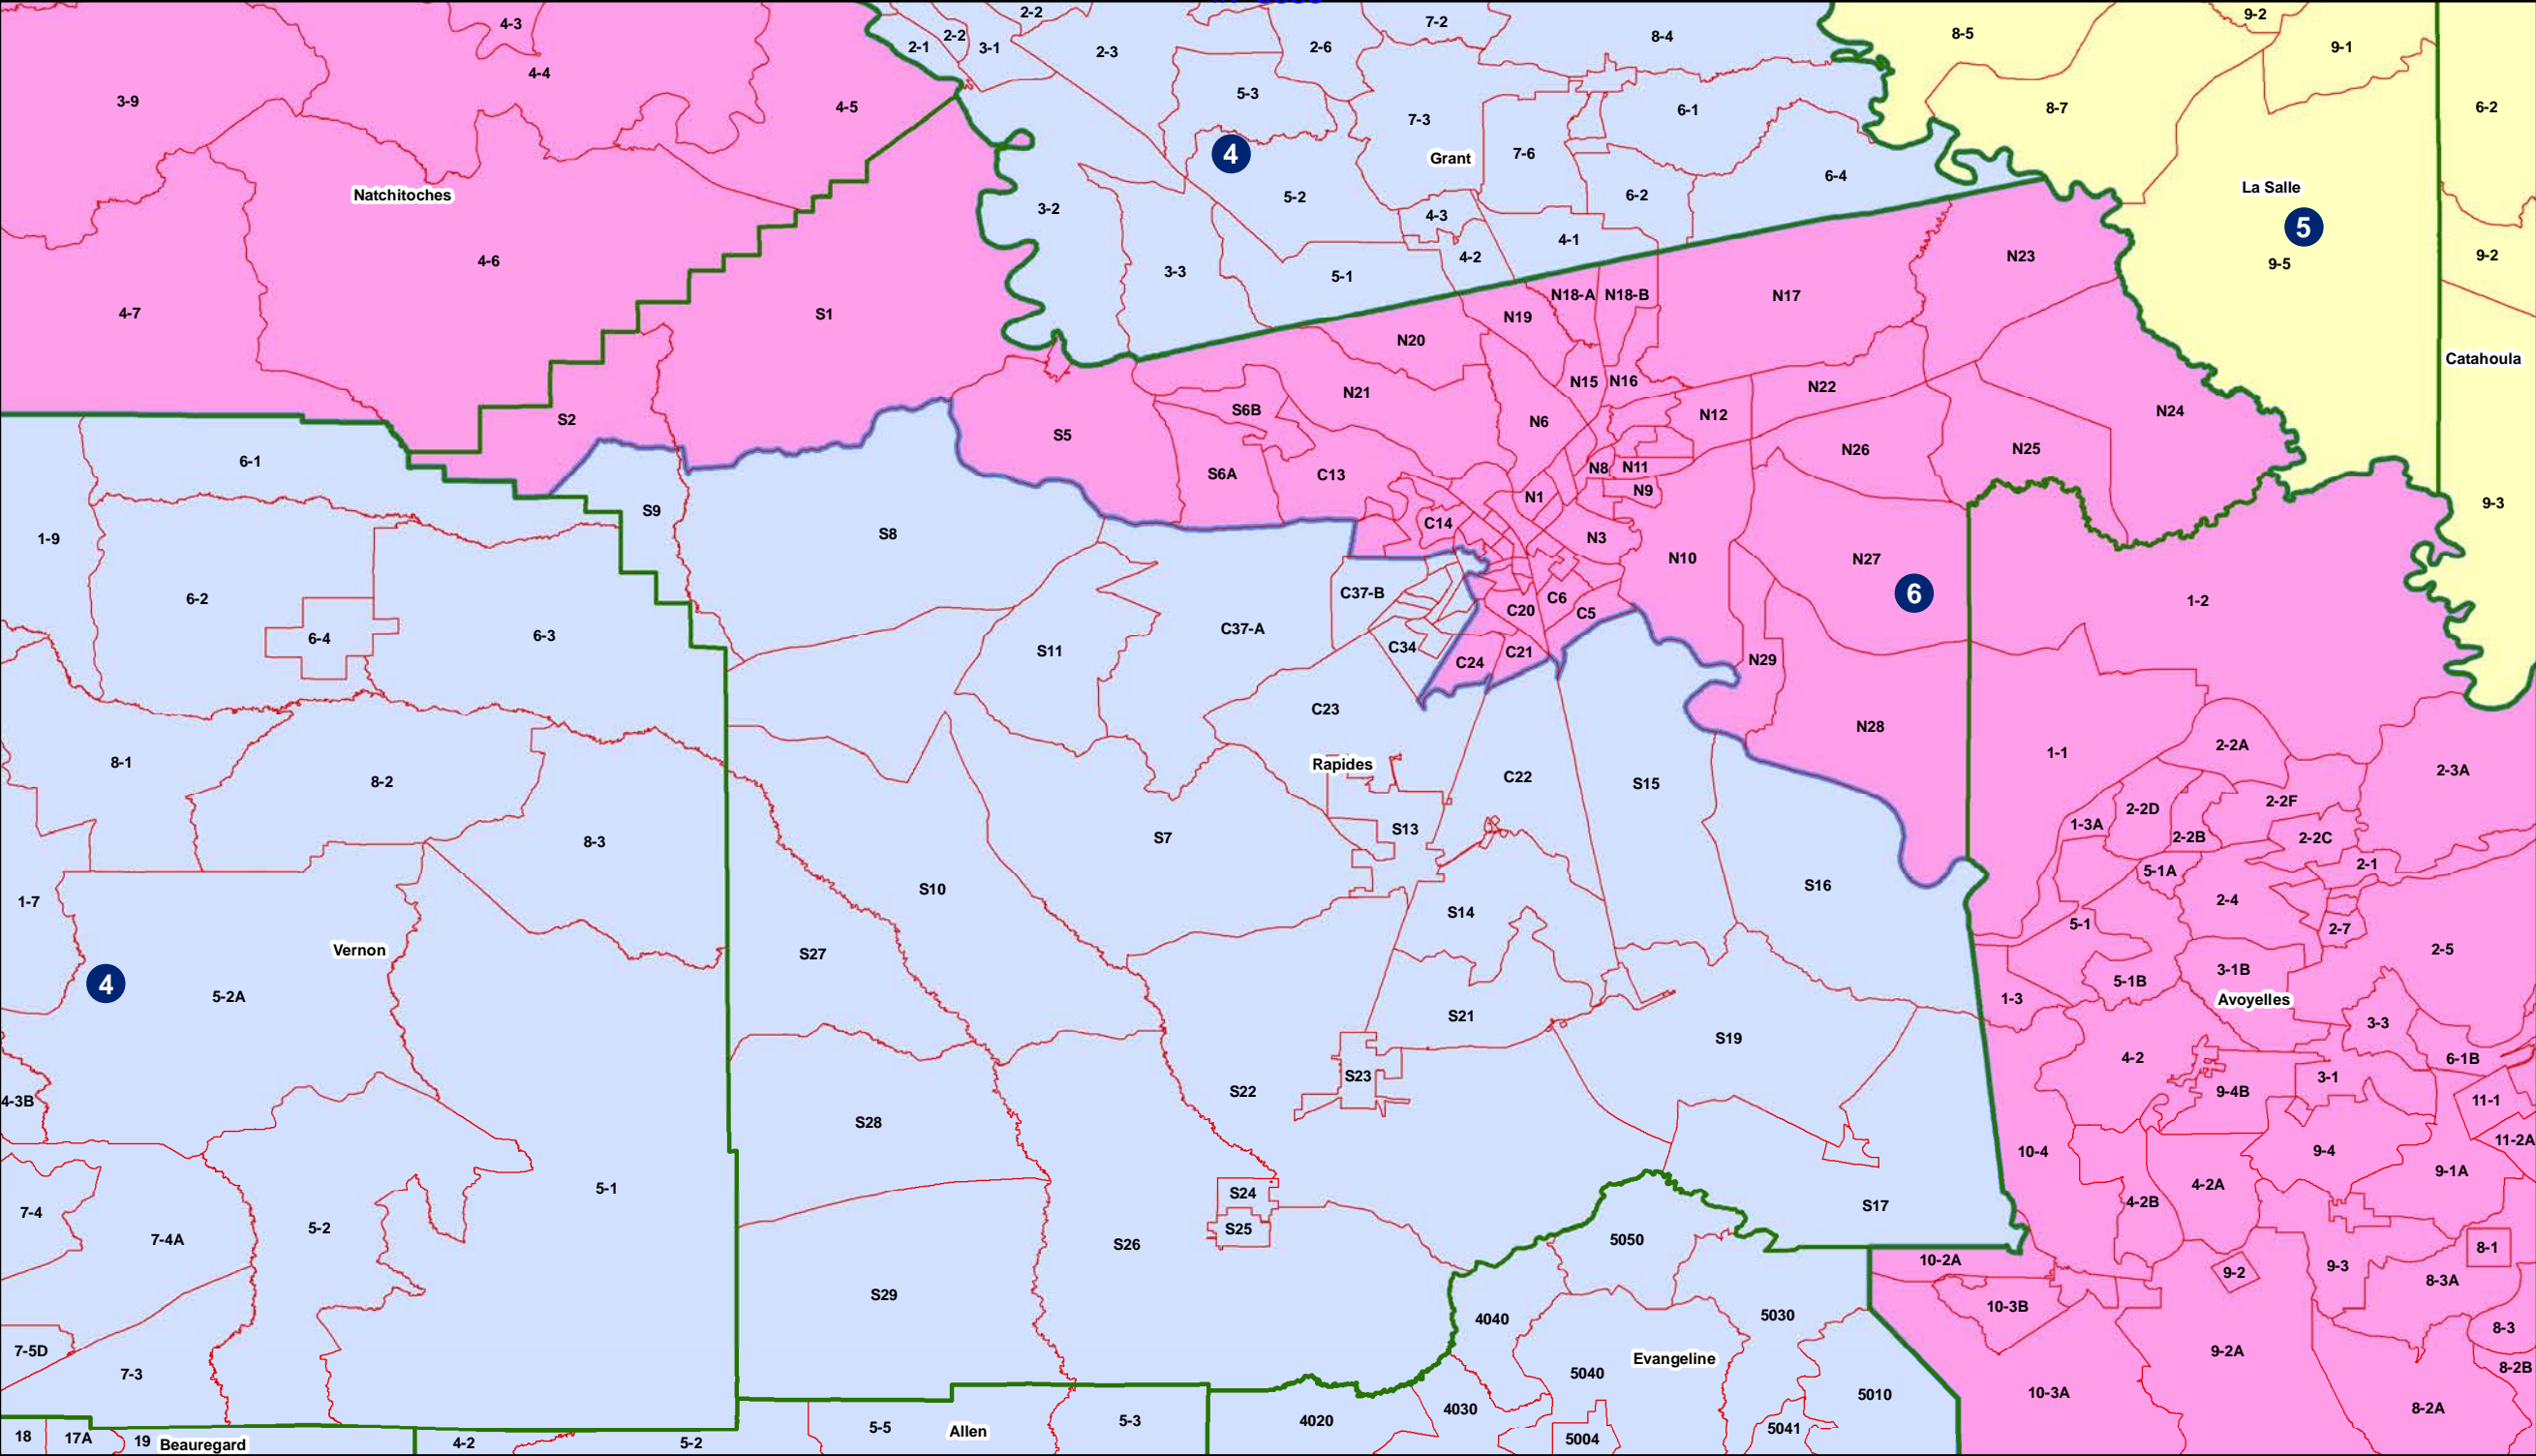 4-3
2-2
7-2
9-2
2-1
2-2
3-1
2-3
2-6
8-4
8-5
9-1
4-4
3-9
4-5
5-3
7-3
6-1
8-7
6-2
4
Grant
7-6
6-4
Natchitoches
5-2
6-2
La Salle
3-2
4-3
5
4-1
4-6
3-3
5-1
4-2
N23
9-5
9-2
4-7
S1
N18-A
N18-B
N17
N19
N20
Catahoula
N21
N15
N16
N22
S2
S6B
N6
N12
N24
S5
6-1
S6A
C13
N8
N11
N26
N25
S9
N1
N9
9-3
1-9
S8
C14
N3
N10
N27
6-2
C37-B
C20
C6
C5
6
1-2
6-4
6-3
S11
C37-A
C34
C24
C21
N29
C23
N28
8-1
8-2
Rapides
C22
S15
1-1
2-2A
2-3A
8-3
S7
S13
1-3A
2-2D
2-2B
2-2F
2-2C
1-7
S10
S16
5-1A
2-1
S14
2-4
5-1
2-7
Vernon
S27
2-5
4
5-2A
3-1B
5-1B
1-3
Avoyelles
S21
3-3
S19
4-2
6-1B
4-3B
S23
S22
3-1
9-4B
11-1
S28
11-2A
10-4
9-4
9-1A
5-1
S24
4-2A
7-4
5-2
S25
S17
4-2B
7-4A
S26
5050
8-1
10-2A
9-2
9-3
8-3A
S29
10-3B
4040
5030
8-3
7-5D
7-3
Evangeline
9-2A
8-2B
5040
5010
10-3A
4030
8-2A
18
17A
19
Beauregard
4-2
5-2
5-5
Allen
5-3
4020
5004
5041